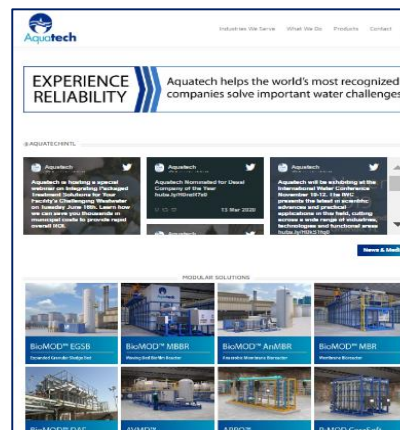 Aquatech
Industries We Serve What We Do Products Contact
EXPERIENCE
RELIABILITY
Aquatech helps the world's most recognized
companies solve important water challenges
@AQUATECHINTL
Aquatech
Aquatech is hosting a special
webinar on Integrating Packaged
Treatment Solutions for Your
Facility's Challenging Wastewater
on Tuesday June 16th. Learn how
we can save you thousands in
municipal costs to provide rapid
overall ROI.
Aquatech
Aquatech Nominated for Desal
Company of the Year
13 Mar 2020
Aquatech
Aquatech will be exhibiting at the
International Water Conference
November 10-12. The IWC
presents the latest in scientific
advances and practical
applications in this field, cutting
across a wide range of industries,
technologies and functional areas
Aquatech
News & Media
MODULAR SOLUTIONS
BioMOD™ EGSB
Expanded Granular Sludge Bed
BioMOD™ MBBR
Moving Bed Biofilm Reactor
BioMOD™ AnMBR
Anaerobic Membrane Bioreactor
BioMOD™ MBR
Membrane Bioreactor